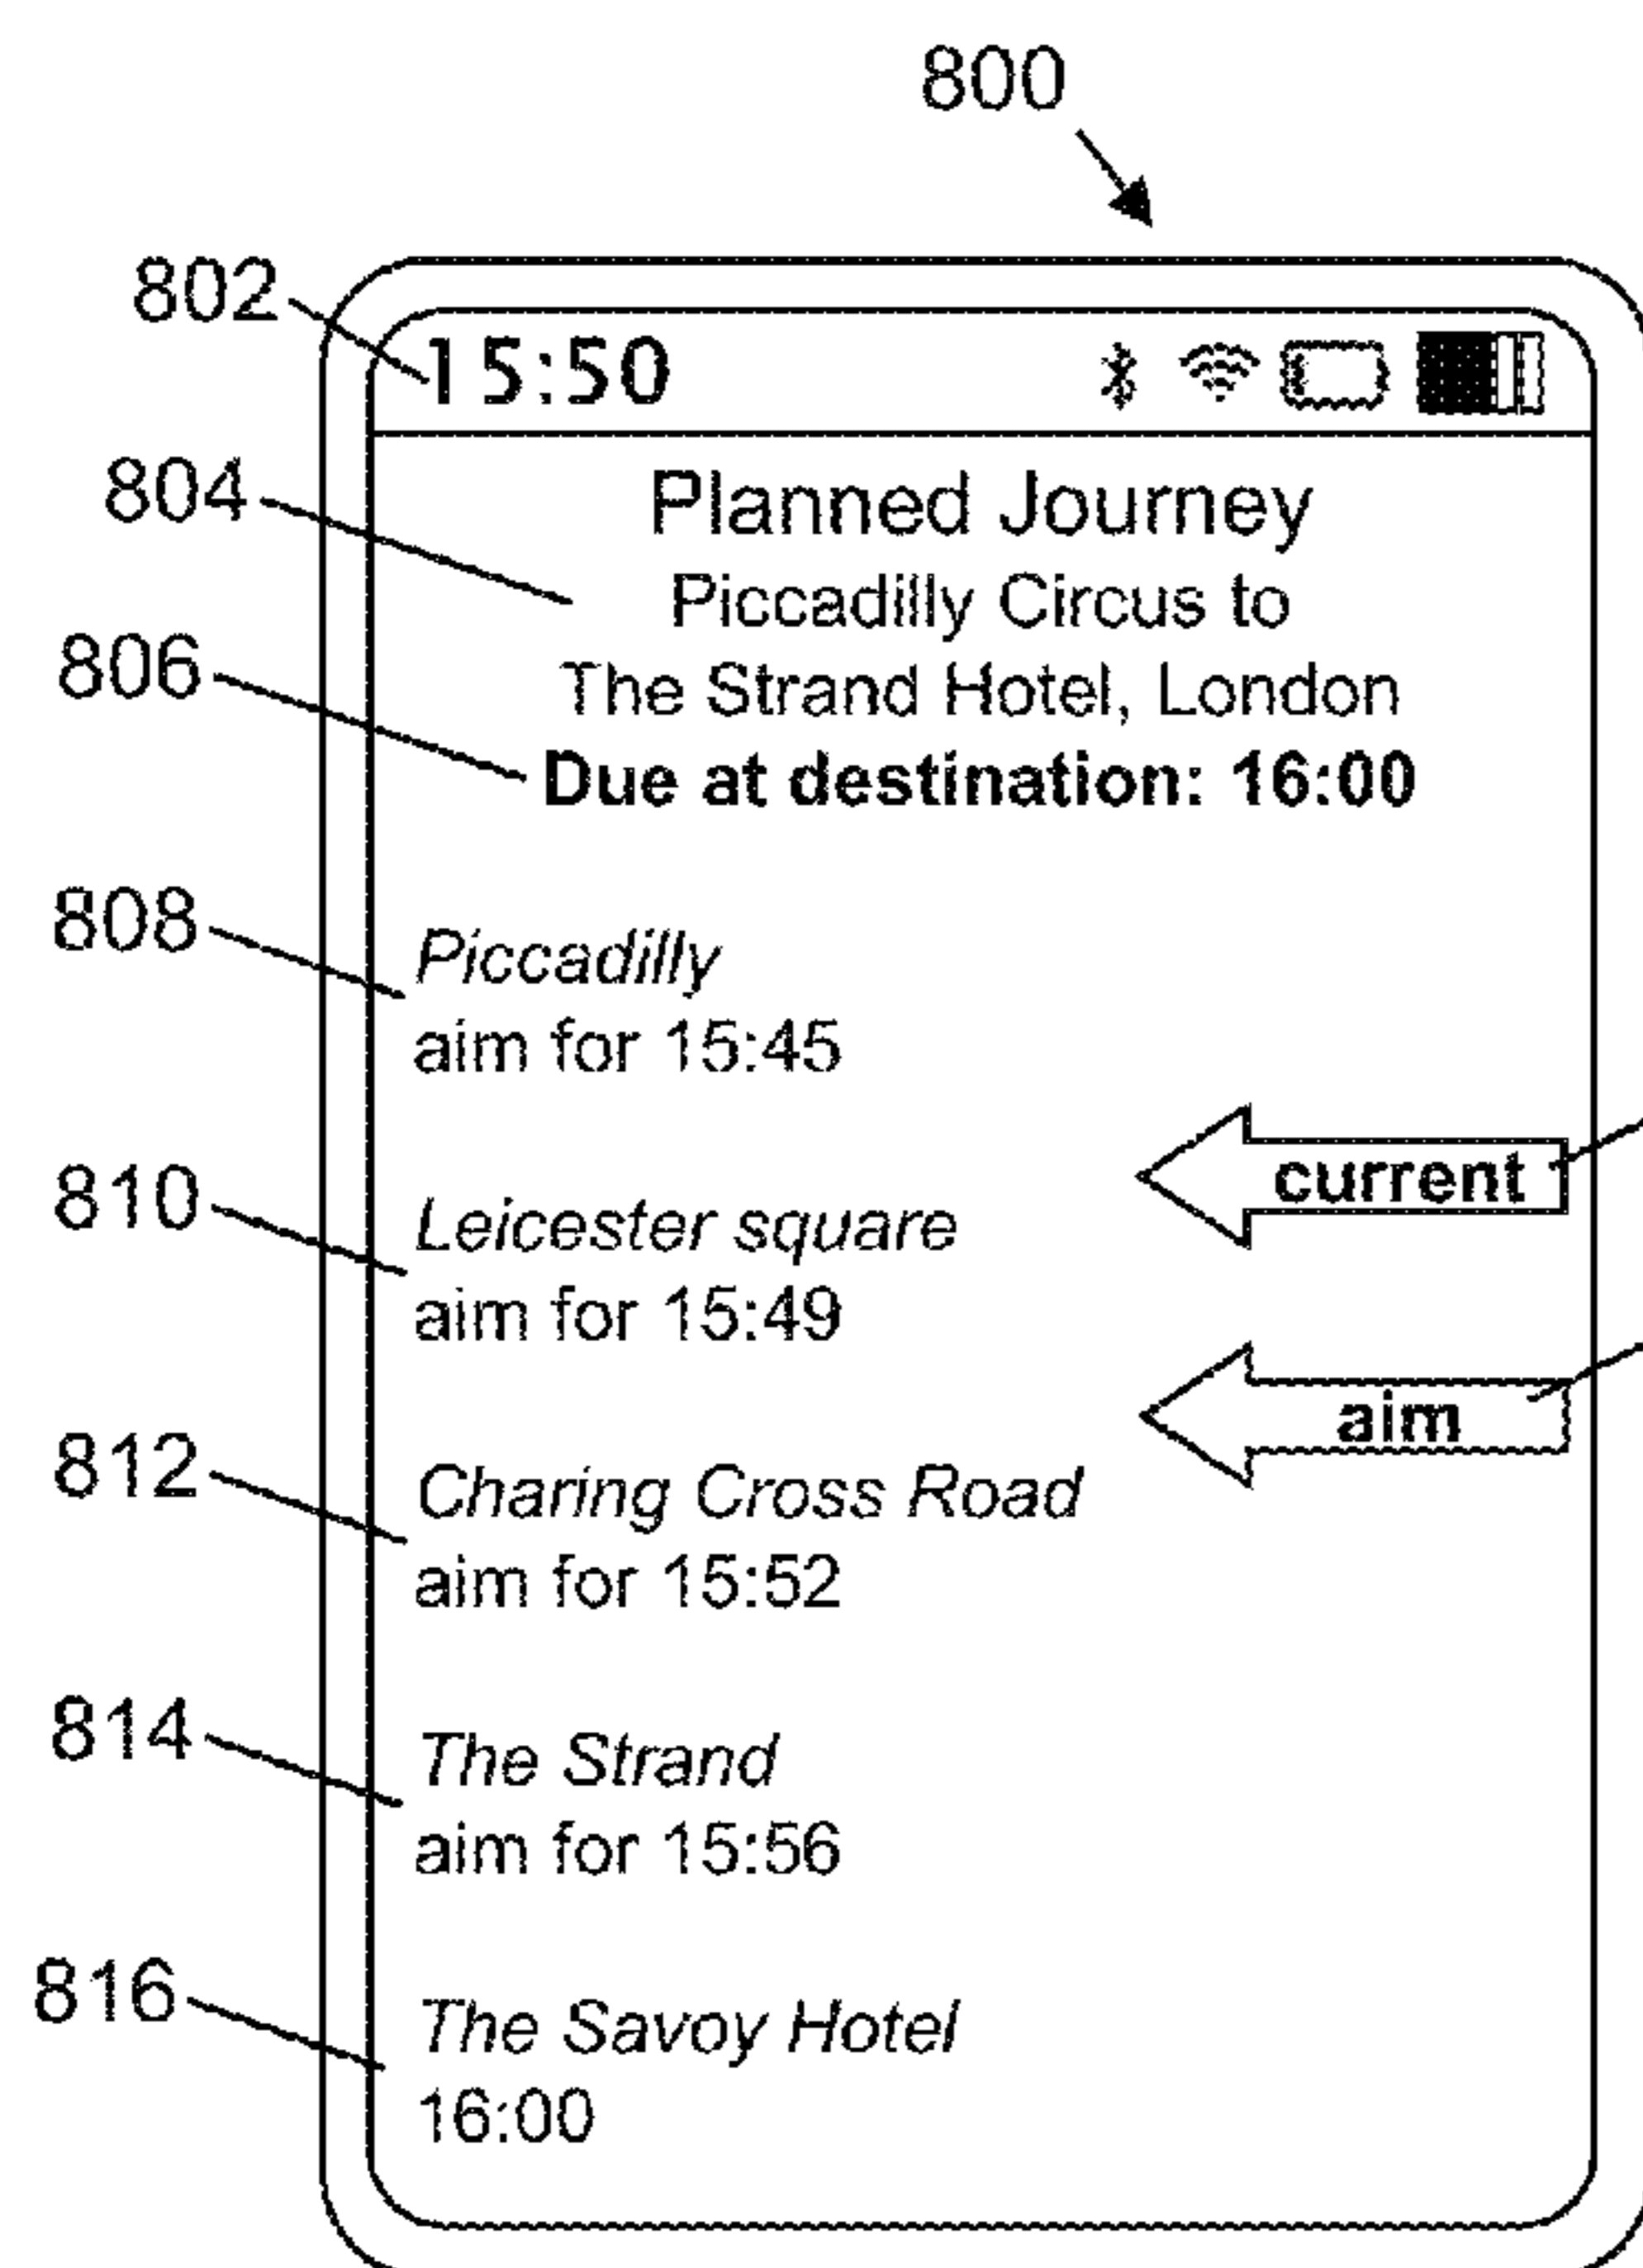 800
802
15:50
804
Planned Journey
Piccadilly Circus to
806
The Strand Hotel, London
Due at destination: 16:00
808
Piccadilly
aim for 15:45
current
810
Leicester square
aim for 15:49
aim
812
Charing Cross Road
aim for 15:52
814
The Strand
aim for 15:56
816
The Savoy Hotel
16:00